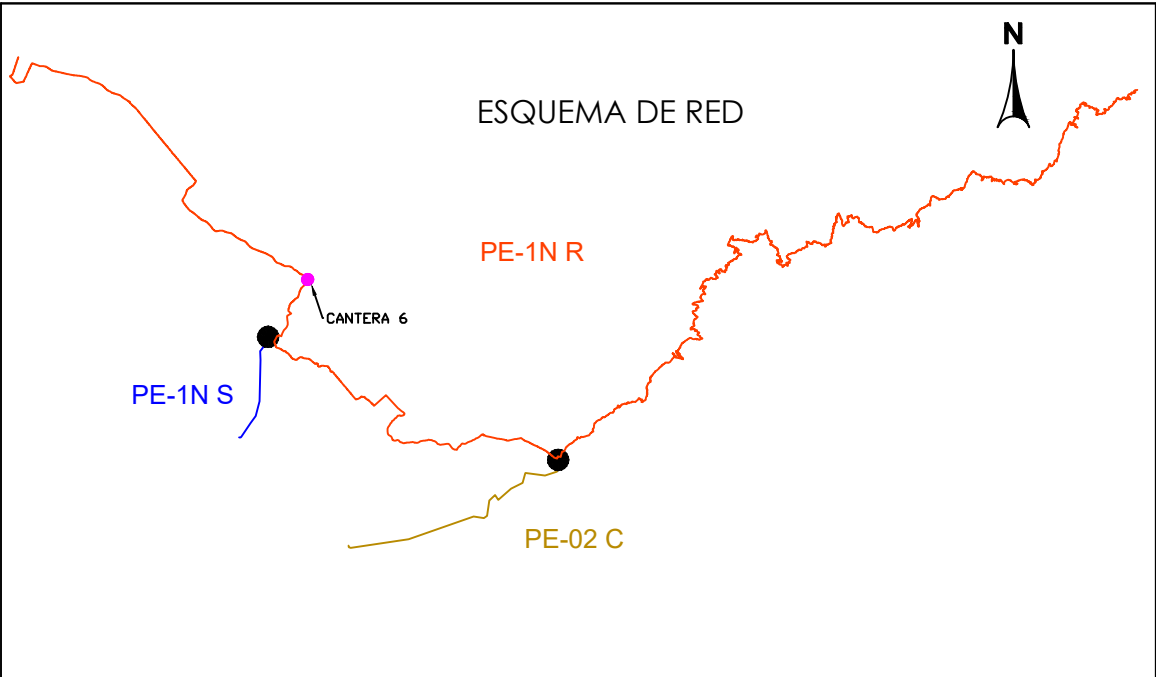 N
ESQUEMA DE RED
PE-1N R
CANTERA 6
PE-1N S
PE-02 C